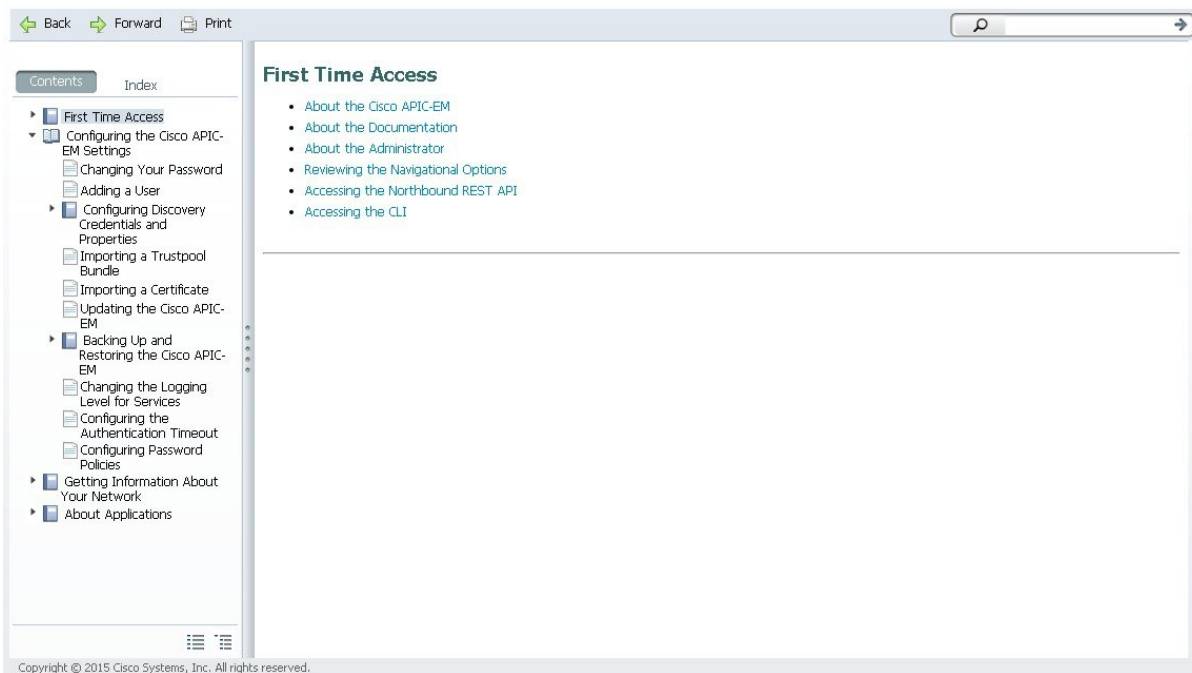 Back Forward Print
Contents Index
First Time Access
Configuring the Cisco APIC-
EM Settings
Changing Your Password
Adding a User
Configuring Discovery
Credentials and
Properties
Importing a Trustpool
Bundle
Importing a Certificate
Updating the Cisco APIC-
EM
Backing Up and
Restoring the Cisco APIC-
EM
Changing the Logging
Level for Services
Configuring the
Authentication Timeout
Configuring Password
Policies
Getting Information About
Your Network
About Applications
First Time Access
• About the Cisco APIC-EM
• About the Documentation
• About the Administrator
• Reviewing the Navigational Options
• Accessing the Northbound REST API
• Accessing the CLI
Copyright © 2015 Cisco Systems, Inc. All rights reserved.